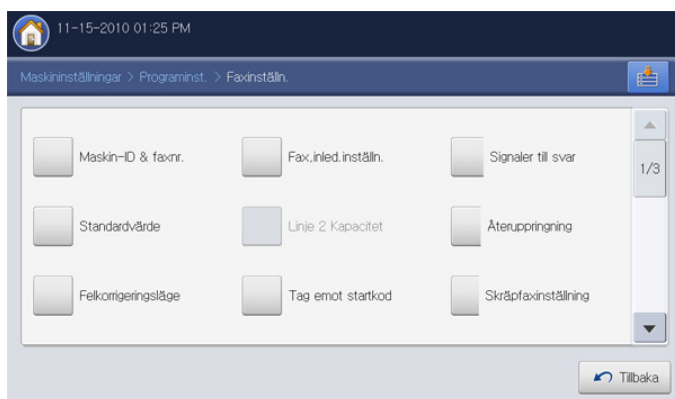 11-15-2010 01:25 PM
Maskininställningar > Programinst. > Faxinställn.
Maskin-ID & faxnr. Fax,inled.inställn. Signaler till svar
1/3
Standardvärde Linje 2 Kapacitet Återuppringning
Felkorrigeringsläge Tag emot startkod Skräpfaxinställning
Tillbaka